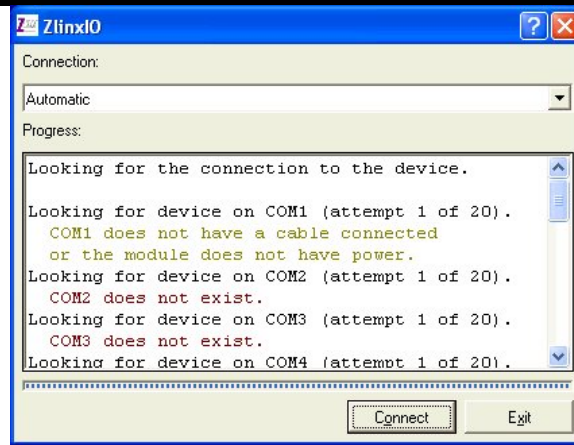 ZlinxIO
Connection:
Automatic
Progress:
Looking for the connection to the device.
Looking for device on COM1 (attempt 1 of 20).
COM1 does not have a cable connected
or the module does not have power.
Looking for device on COM2 (attempt 1 of 20).
COM2 does not exist.
Looking for device on COM3 (attempt 1 of 20).
COM3 does not exist.
Looking for device on COM4 (attempt 1 of 20).
Connect Exit